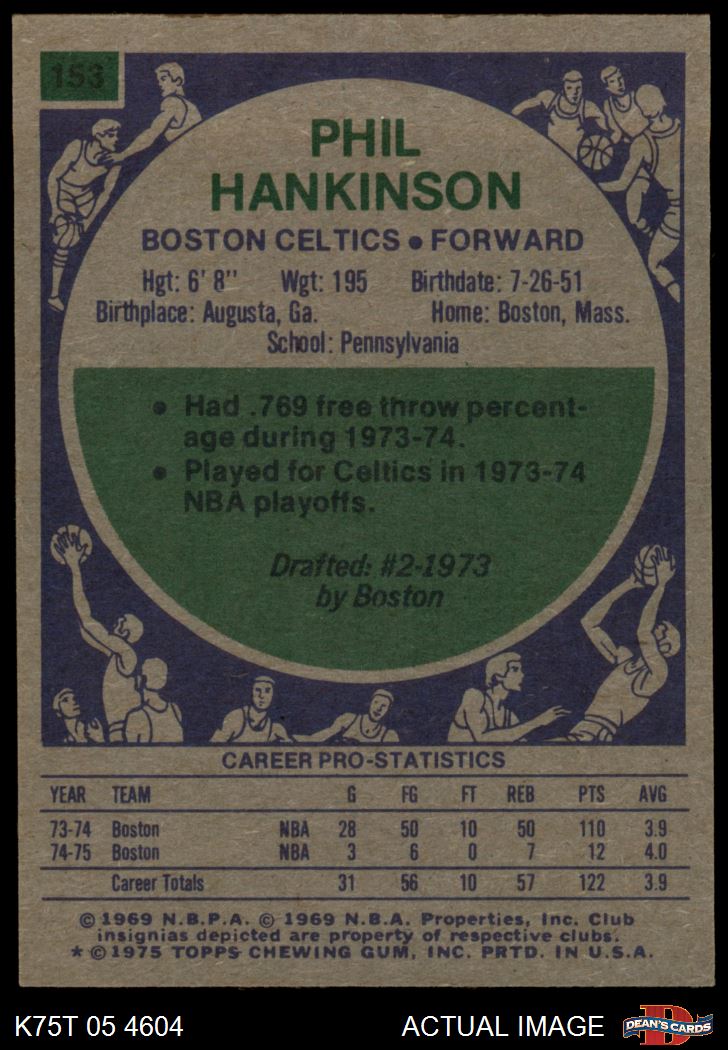 153
PHIL
HANKINSON
BOSTON CELTICS • FORWARD
Hgt: 6' 8" Wgt: 195 Birthdate: 7-26-51
Birthplace: Augusta, Ga. Home: Boston, Mass.
School: Pennsylvania
• Had .769 free throw percent-
age during 1973-74.
• Played for Celtics in 1973-74
NBA playoffs.
Drafted: #2-1973
by Boston
CAREER PRO-STATISTICS
YEAR TEAM G FG FT REB PTS AVG
73-74 Boston NBA 28 50 10 50 110 3.9
74-75 Boston NBA 3 6 0 7 12 4.0
Career Totals 31 56 10 57 122 3.9
© 1969 N.B.P.A. © 1969 N.B.A. Properties, Inc. Club
insignias depicted are property of respective clubs.
* © 1975 TOPPS CHEWING GUM, INC. PRTD. IN U.S.A.
K75T 05 4604 ACTUAL IMAGE
D
DEAN'S CARDS